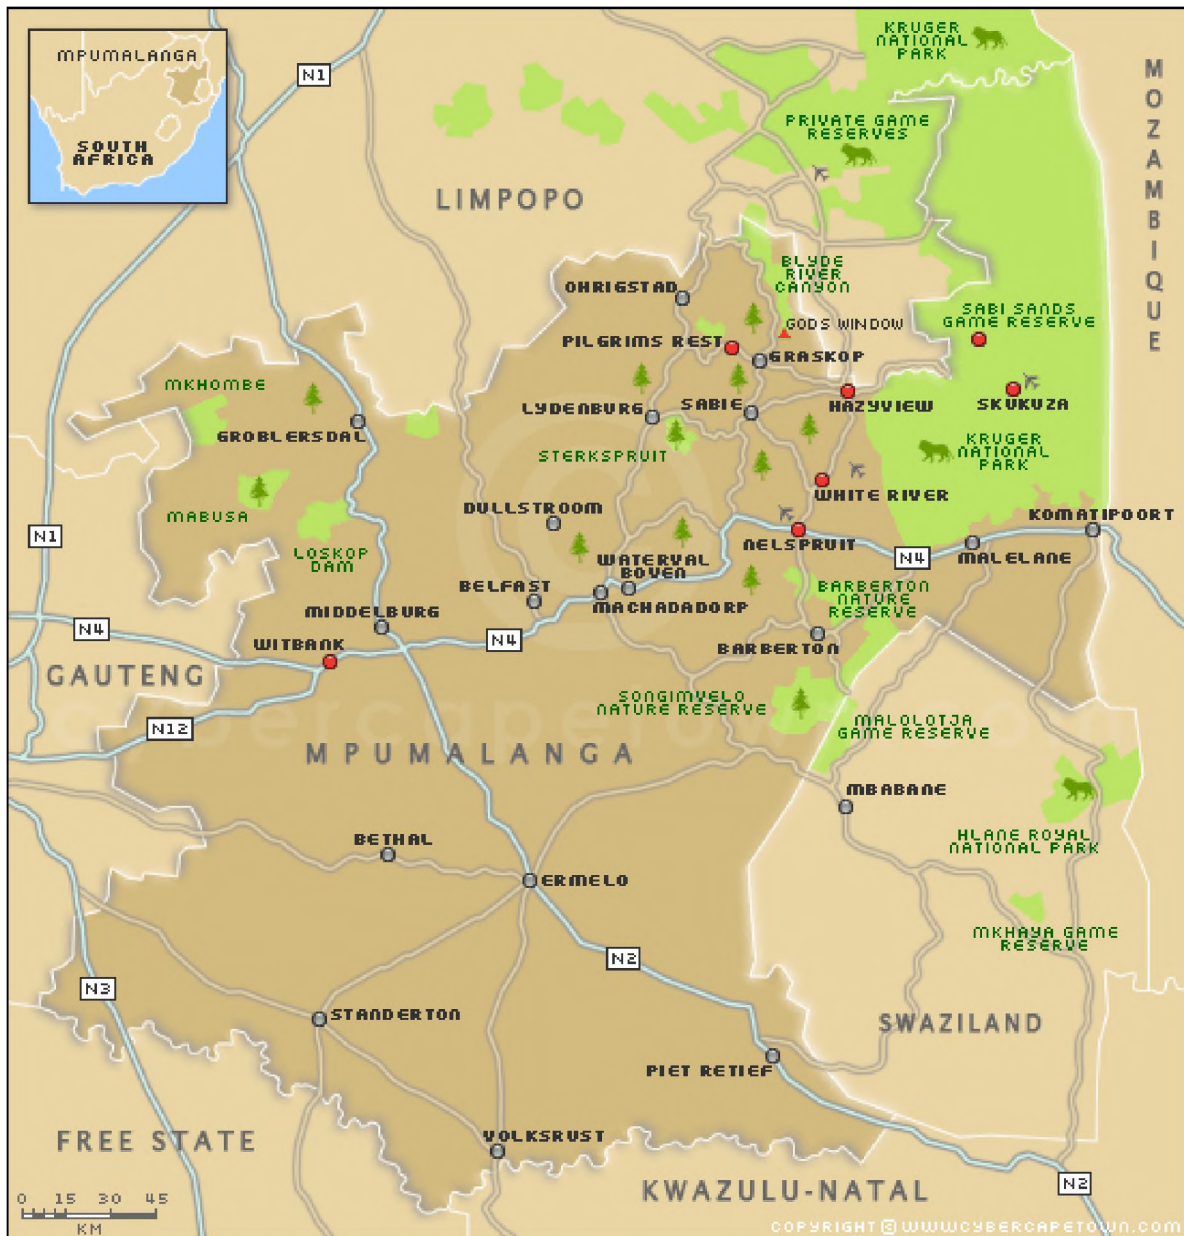 KRUGER
NATIONAL
PARK
MPUMALANGA
N1
SOUTH
AFRICA
MOZAMBIQUE
PRIVATE GAME
RESERVES
LIMPOPO
BLYDE
RIVER
CANYON
OHRIGSTAD
SABI SANDS
GAME RESERVE
GODS WINDOW
PILGRIMS REST
GRASKOP
MKHOMBE
LYDENBURG
SABIE
HAZYVIEW
SKUKUZA
GROBLERSDAL
KRUGER
NATIONAL
PARK
STERKSPRUIT
WHITE RIVER
MABUSA
DULLSTROOM
KOMATIPOORT
N1
NELSPRUIT
MALELANE
LOSKOP
DAM
WATERVAL
BOVEN
N4
BELFAST
MACHADADORP
BARBERTON
NATURE
RESERVE
MIDDELBURG
N4
N4
WITBANK
BARBERTON
GAUTENG
SONGIMVELO
NATURE RESERVE
N12
MALOLOTJA
GAME RESERVE
MPUMALANGA
MBABANE
BETHAL
HLANE ROYAL
NATIONAL PARK
ERMELO
MKHAYA GAME
RESERVE
N2
N3
STANDERTON
SWAZILAND
PIET RETIEF
FREE STATE
VOLKSRUST
N2
KWAZULU-NATAL
0 15 30 45
KM
COPYRIGHT © WWW.CYBERCAPETOWN.COM